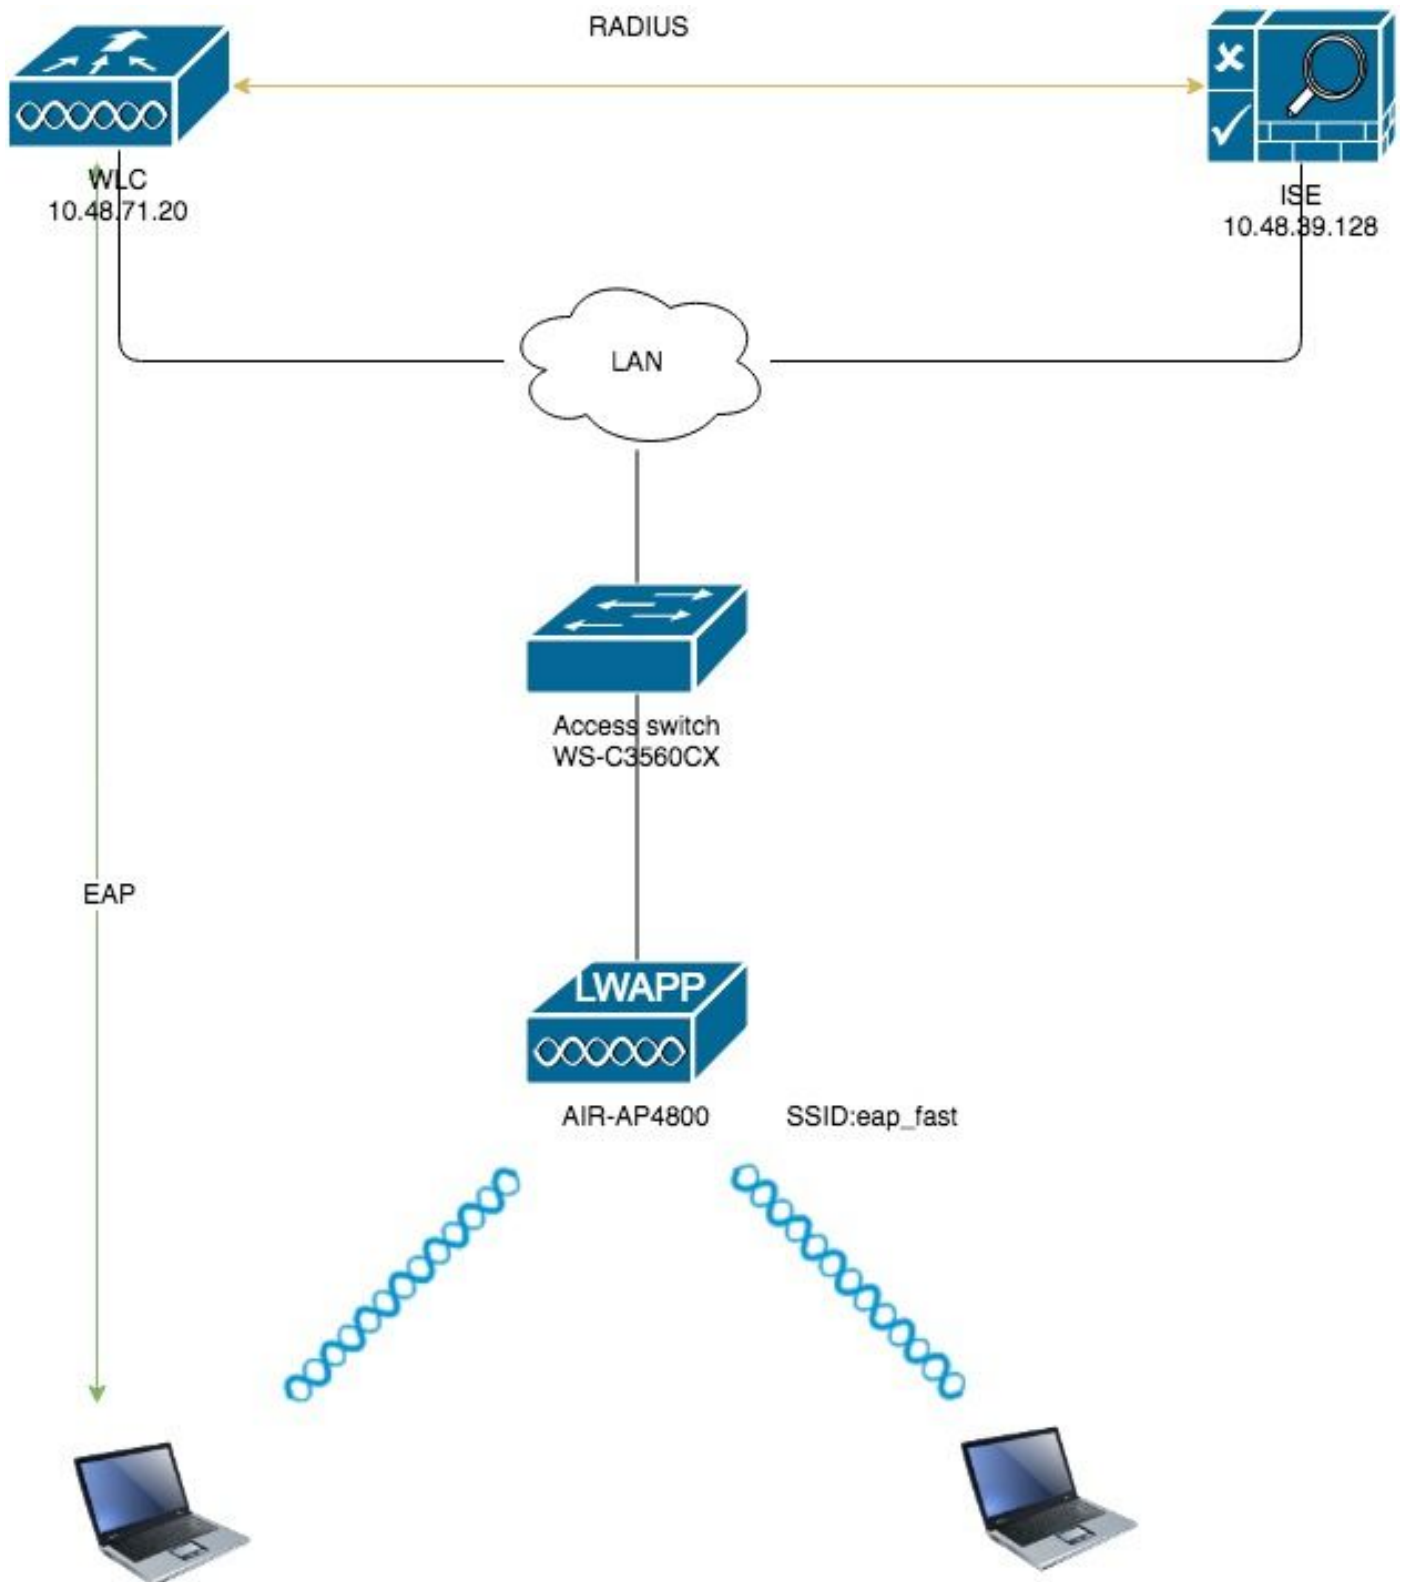 RADIUS
WLC
10.48.71.20
ISE
10.48.39.128
LAN
Access switch
WS-C3560CX
EAP
LWAPP
AIR-AP4800
SSID:eap_fast